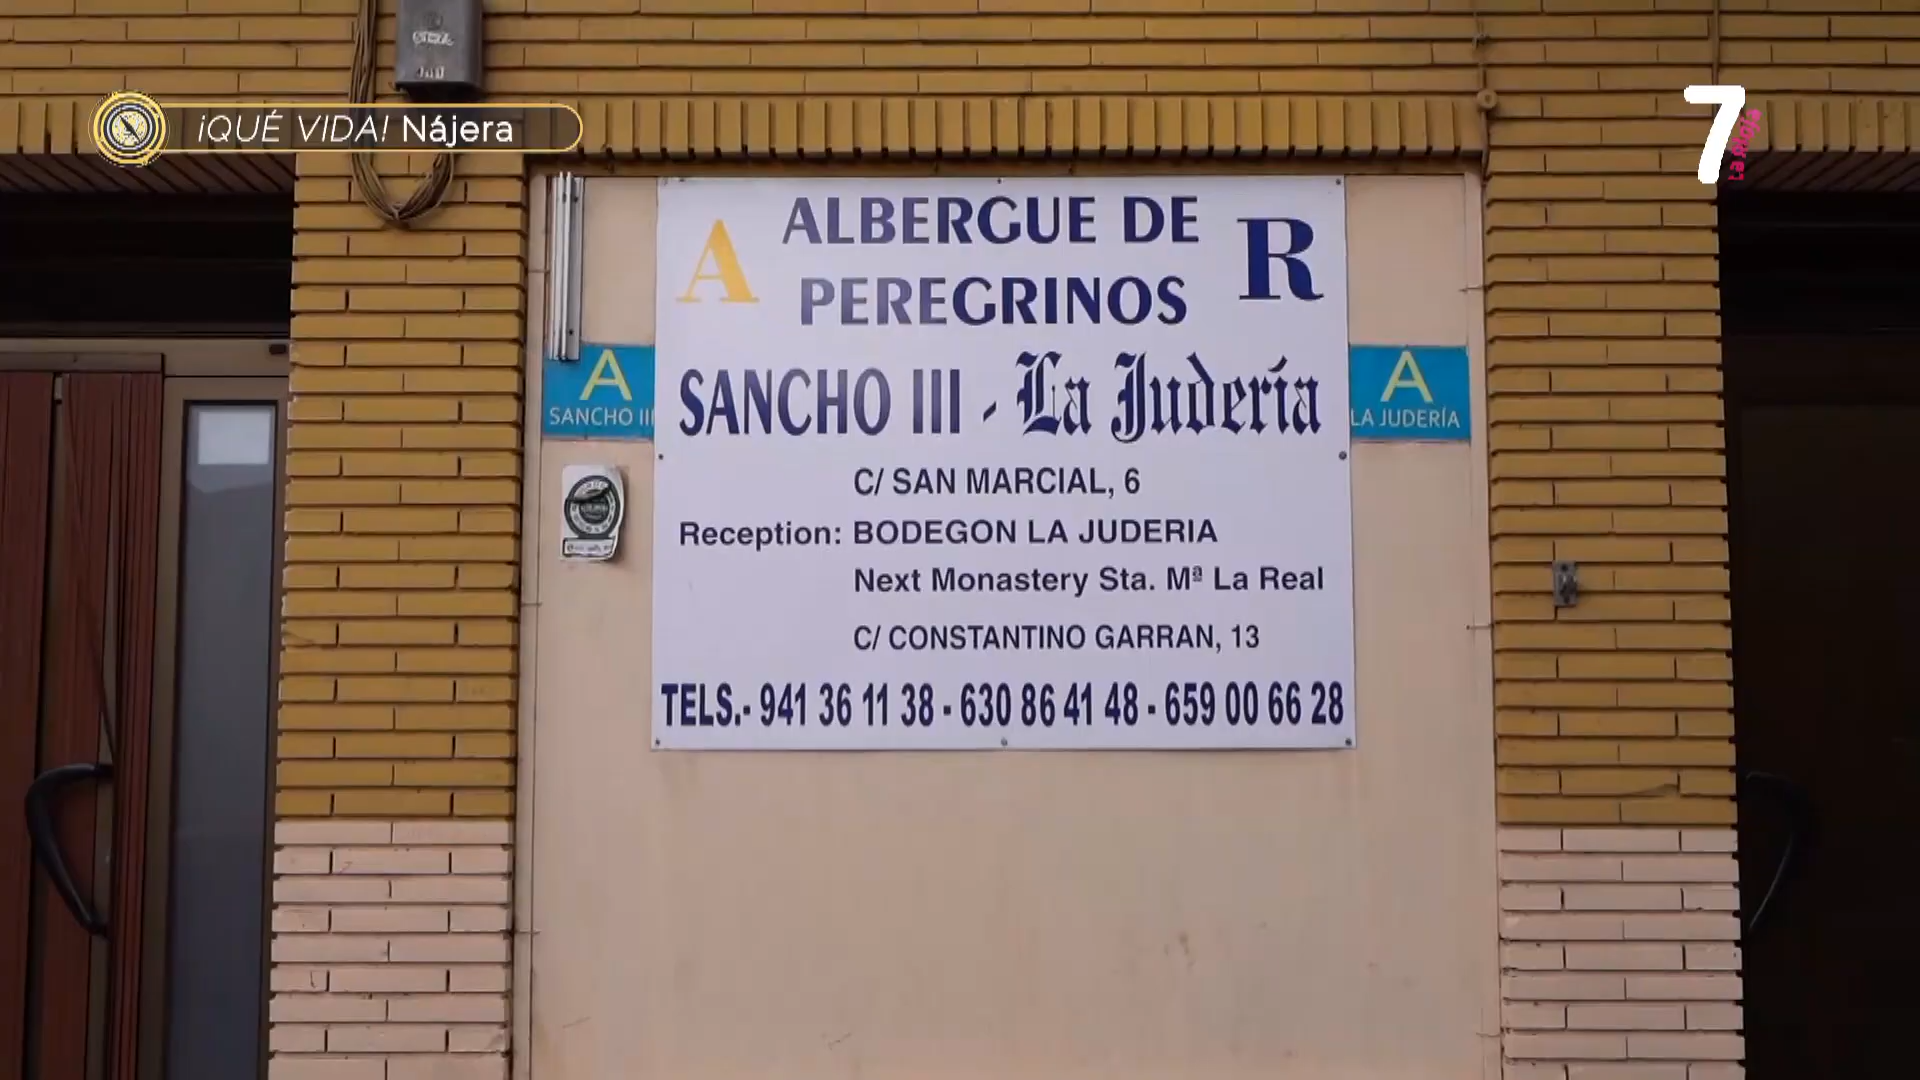 ¡QUÉ VIDA! Nájera
7
La Rioja
A
ALBERGUE DE
PEREGRINOS
R
SANCHO III - La Judería
A
SANCHO III
A
LA JUDERÍA
C/ SAN MARCIAL, 6
Reception: BODEGON LA JUDERIA
Next Monastery Sta. Mª La Real
C/ CONSTANTINO GARRAN, 13
TELS.- 941 36 11 38 - 630 86 41 48 - 659 00 66 28